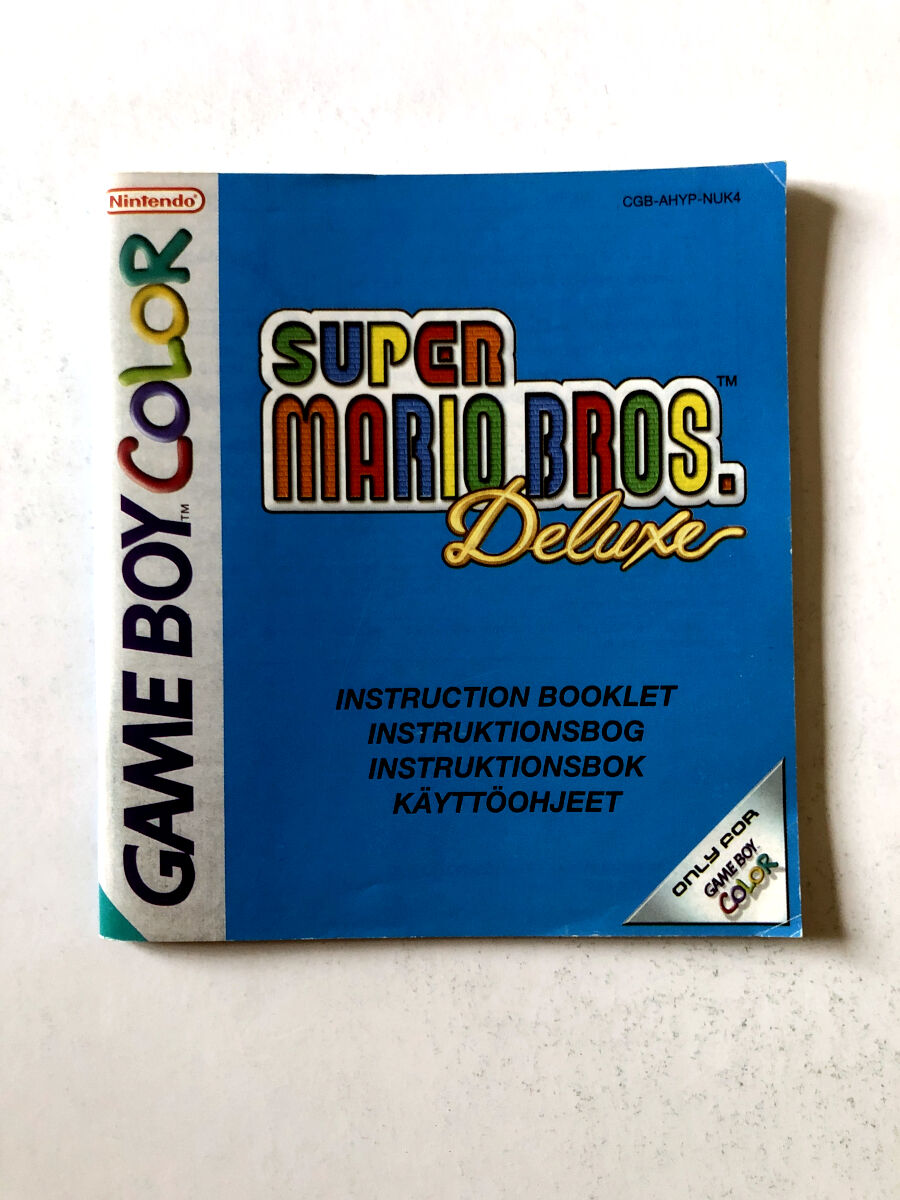 Nintendo®
GAME BOY COLOR™
CGB-AHYP-NUK4
SUPER
MARIO BROS.™
Deluxe
INSTRUCTION BOOKLET
INSTRUKTIONSBOG
INSTRUKTIONSBOK
KÄYTTÖOHJEET
ONLY FOR
GAME BOY™
COLOR